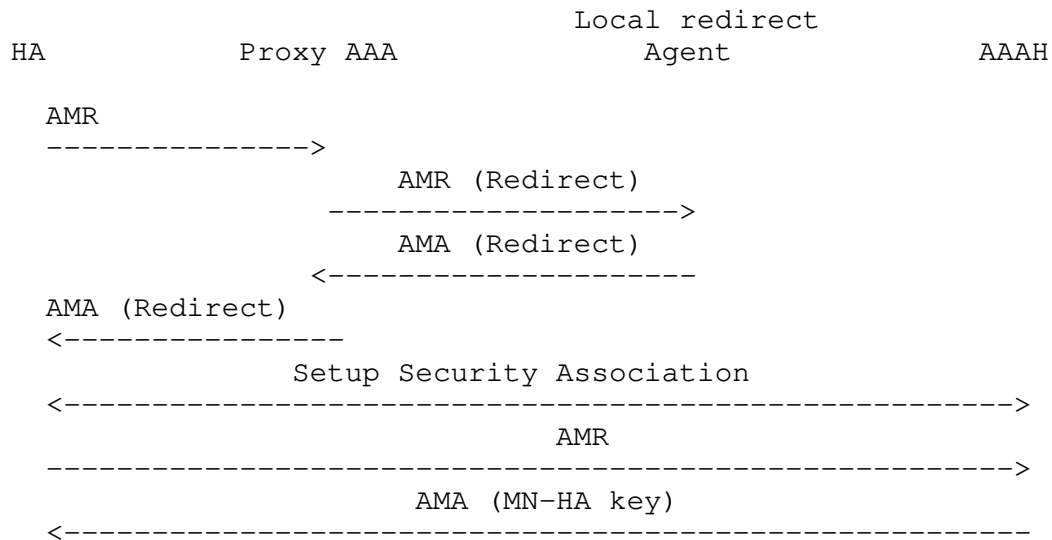 Local redirect
HA Proxy AAA Agent AAAH
AMR
--------------->
AMR (Redirect)
-------------------->
AMA (Redirect)
<---------------------
AMA (Redirect)
<----------------
Setup Security Association
<------------------------------------------------------>
AMR
------------------------------------------------------->
AMA (MN-HA key)
<-------------------------------------------------------